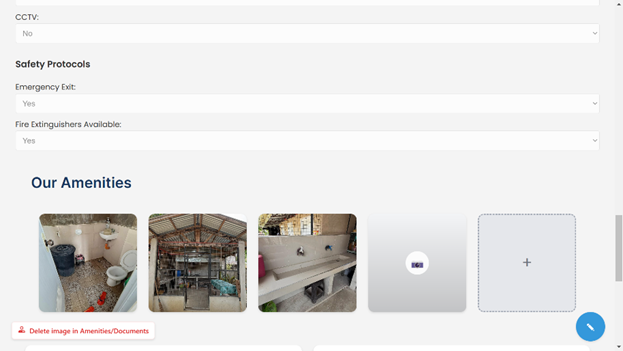 CCTV:
No
Safety Protocols
Emergency Exit:
Yes
Fire Extinguishers Available:
Yes
Our Amenities
+
Delete image in Amenities/Documents